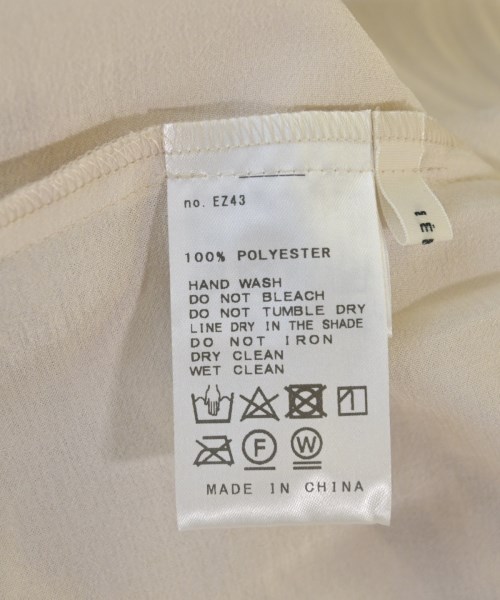 no. EZ43
100% POLYESTER
HAND WASH
DO NOT BLEACH
DO NOT TUMBLE DRY
LINE DRY IN THE SHADE
DO NOT IRON
DRY CLEAN
WET CLEAN
F W
MADE IN CHINA